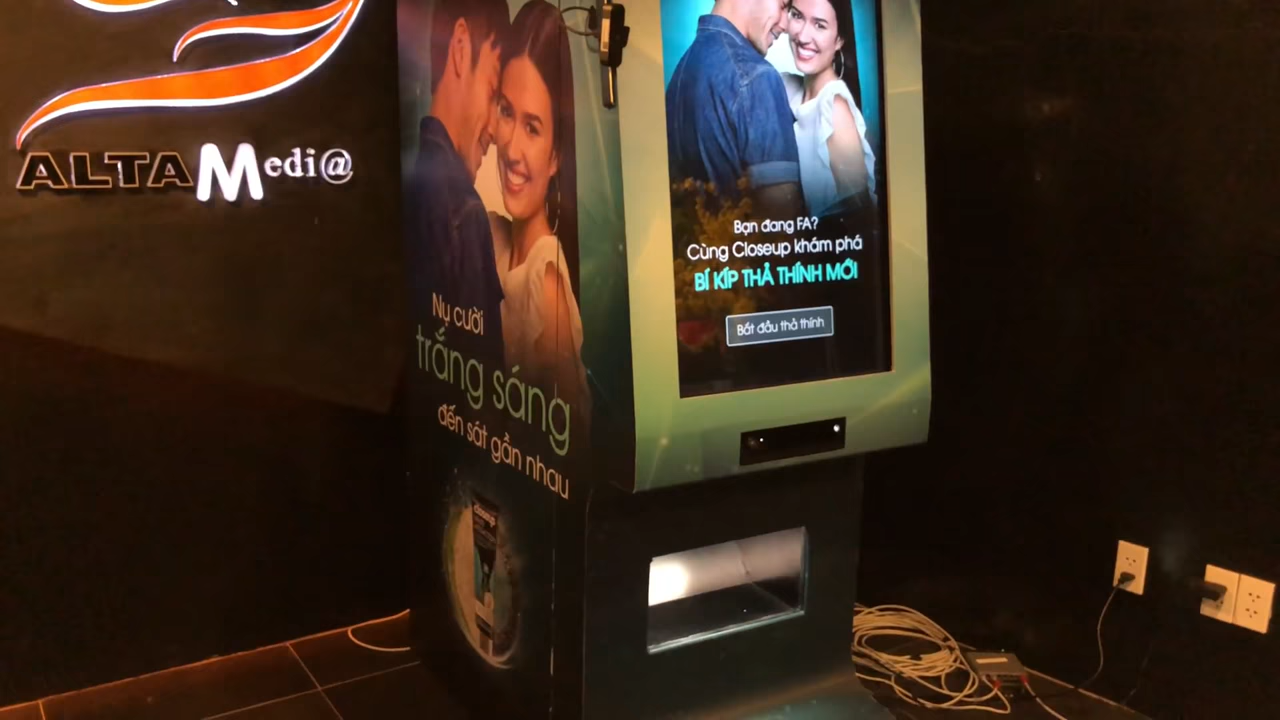 ALTA Medi@
Nụ cười
trắng sáng
đến sát gần nhau
closeup
Bạn đang FA?
Cùng Closeup khám phá
BÍ KÍP THẢ THÍNH MỚI
Bắt đầu thả thính